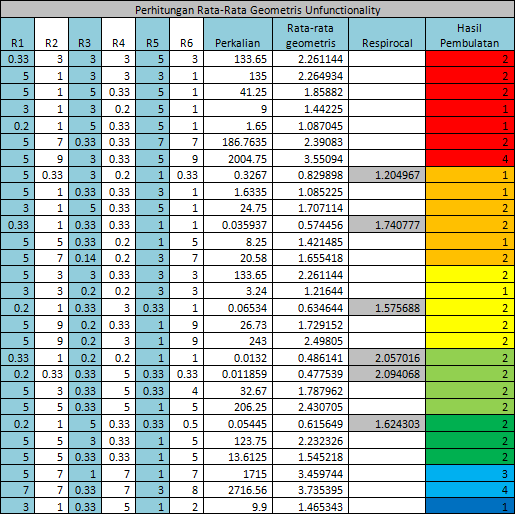 Perhitungan Rata-Rata Geometris Unfunctionality
R1 R2 R3 R4 R5 R6 Perkalian Rata-rata geometris Respirocal Hasil Pembulatan
0.33 3 3 3 5 3 133.65 2.261144 2
5 1 3 3 3 1 135 2.264934 2
5 1 5 0.33 5 1 41.25 1.85882 2
3 1 3 0.2 5 1 9 1.44225 1
0.2 1 5 0.33 5 1 1.65 1.087045 1
5 7 0.33 0.33 7 7 186.7635 2.39083 2
5 9 3 0.33 5 9 2004.75 3.55094 4
5 0.33 3 0.2 1 0.33 0.3267 0.829898 1.204967 1
5 1 0.33 0.33 3 1 1.6335 1.085225 1
3 1 5 0.33 5 1 24.75 1.707114 2
0.33 1 0.33 0.33 1 1 0.035937 0.574456 1.740777 2
5 5 0.33 0.2 1 5 8.25 1.421485 1
5 7 0.14 0.2 3 7 20.58 1.655418 2
5 3 3 0.33 3 3 133.65 2.261144 2
3 3 0.2 0.2 3 3 3.24 1.21644 1
0.2 1 0.33 3 0.33 1 0.06534 0.634644 1.575688 2
5 9 0.2 0.33 1 9 26.73 1.729152 2
5 9 0.2 3 1 9 243 2.49805 2
0.33 1 0.2 0.2 1 1 0.0132 0.486141 2.057016 2
0.2 0.33 0.33 5 0.33 0.33 0.011859 0.477539 2.094068 2
5 3 0.33 5 0.33 4 32.67 1.787962 2
5 5 0.33 5 1 5 206.25 2.430705 2
0.2 1 5 0.33 0.33 0.5 0.05445 0.615649 1.624303 2
5 5 3 0.33 1 5 123.75 2.232326 2
5 5 0.33 0.33 1 5 13.6125 1.545218 2
5 7 1 7 1 7 1715 3.459744 3
7 7 0.33 7 3 8 2716.56 3.735395 4
3 1 0.33 5 1 2 9.9 1.465343 1